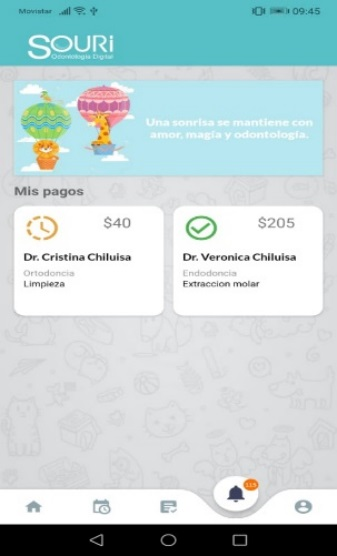 Movistar
09:45
SOURi
Odontología Digital
Una sonrisa se mantiene con
amor, magia y odontología.
Mis pagos
$40
Dr. Cristina Chiluisa
Ortodoncia
Limpieza
$205
Dr. Veronica Chiluisa
Endodoncia
Extraccion molar